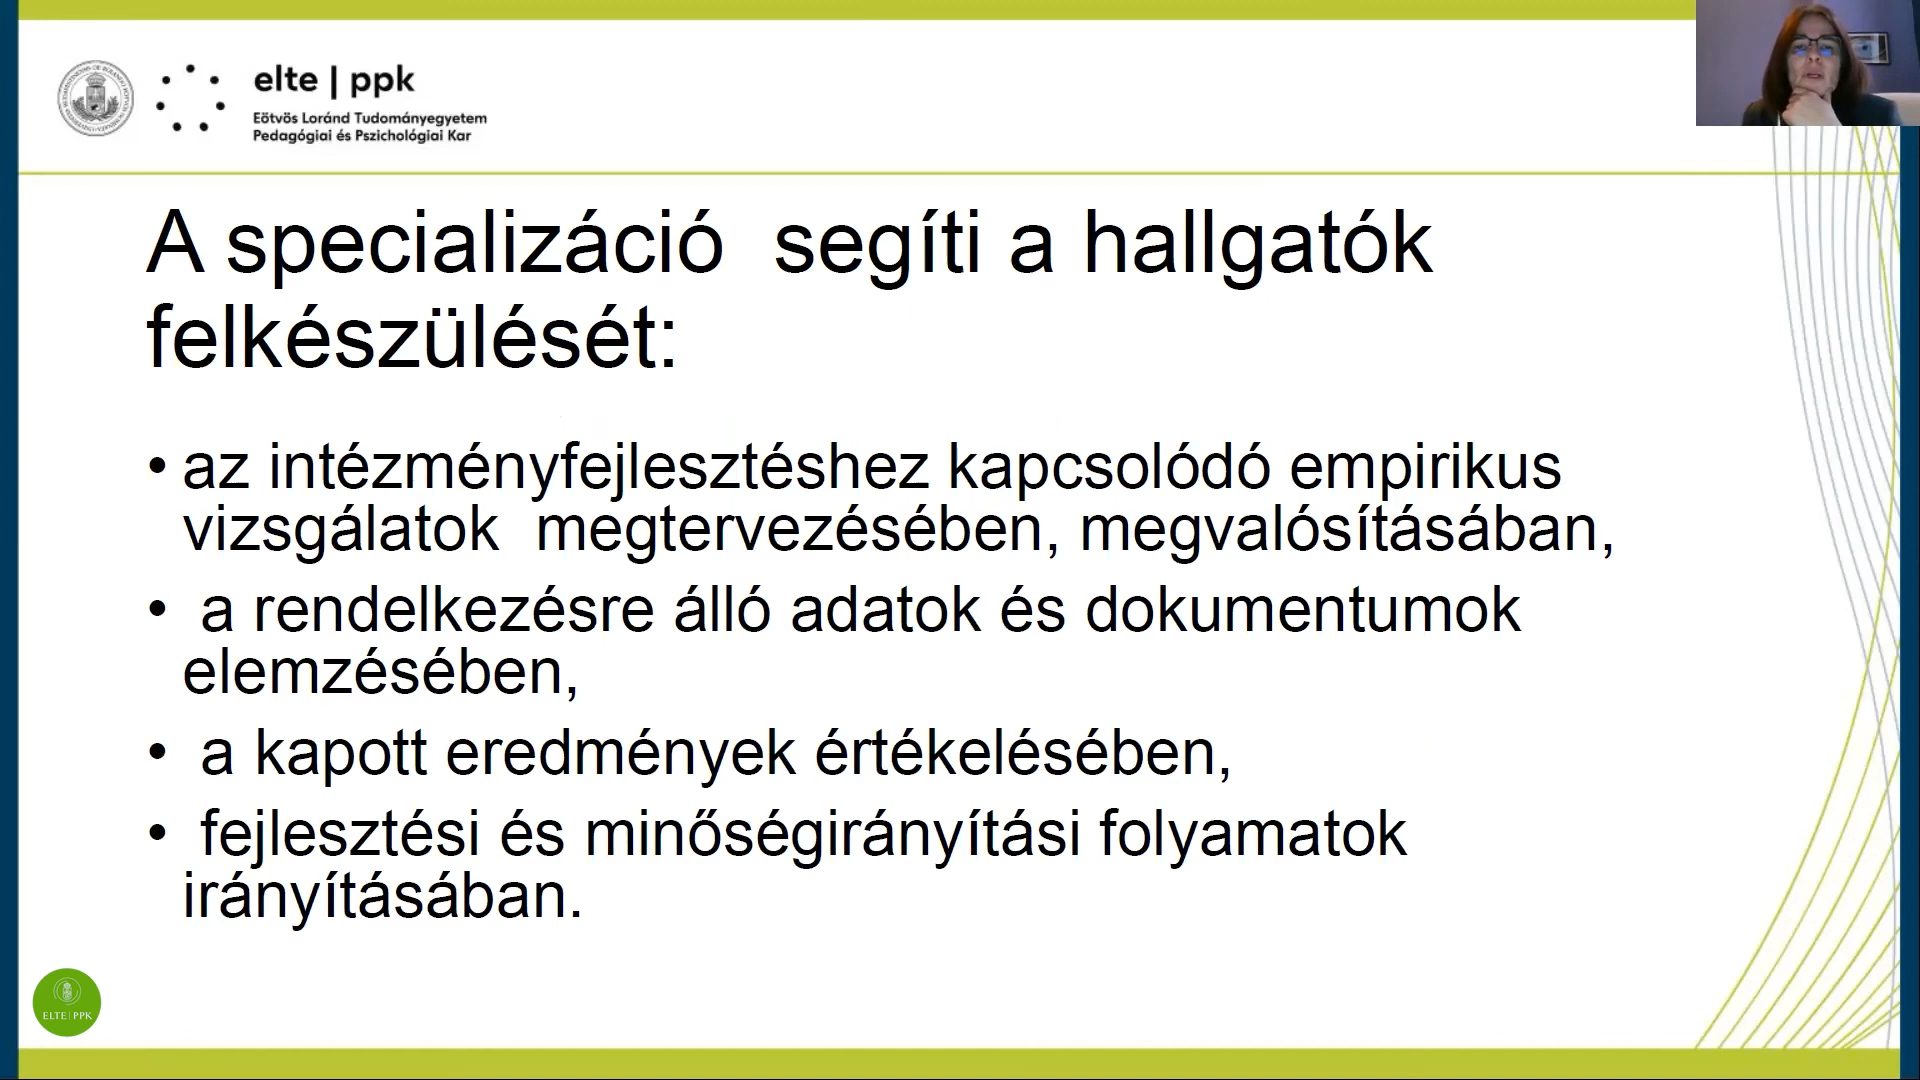 elte | ppk
Eötvös Loránd Tudományegyetem
Pedagógiai és Pszichológiai Kar
A specializáció  segíti a hallgatók
felkészülését:
• az intézményfejlesztéshez kapcsolódó empirikus
vizsgálatok  megtervezésében, megvalósításában,
•  a rendelkezésre álló adatok és dokumentumok
elemzésében,
•  a kapott eredmények értékelésében,
•  fejlesztési és minőségirányítási folyamatok
irányításában.
ELTE | PPK